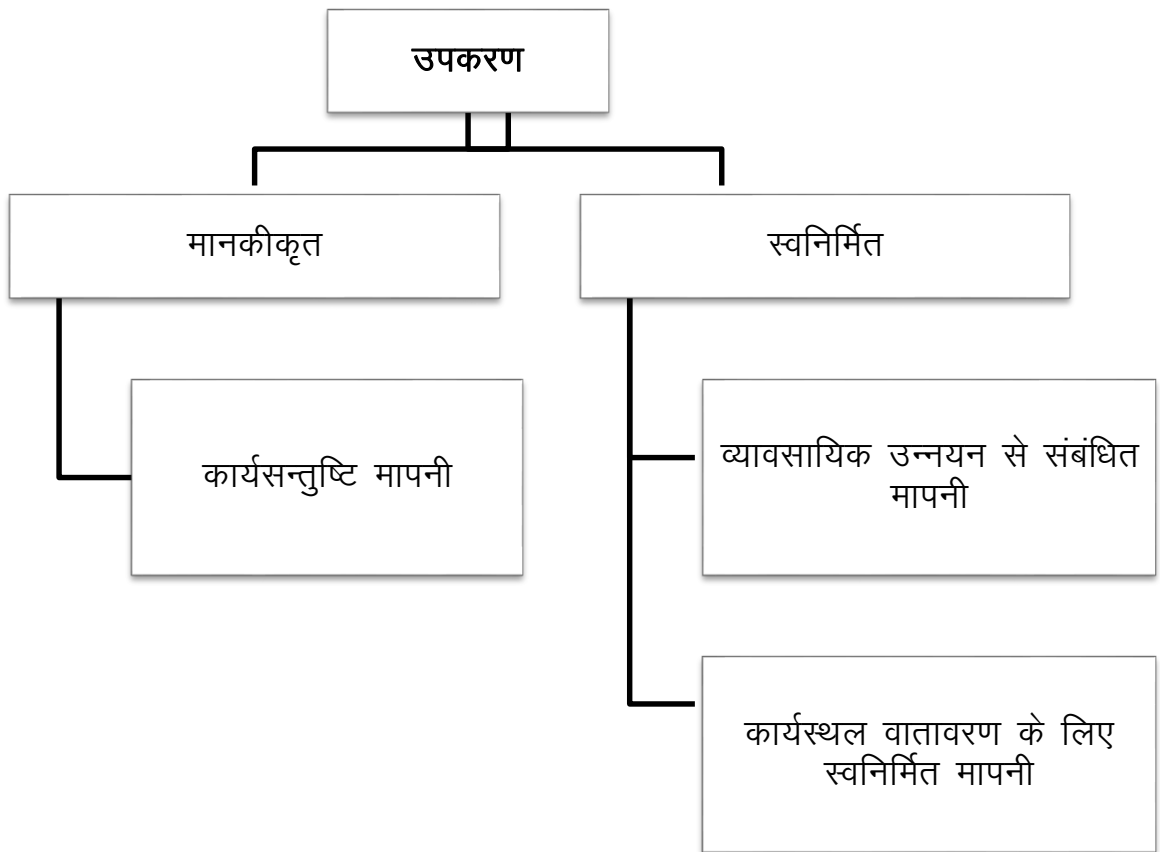 उपकरण
मानकीकृत
स्वनिर्मित
कार्यसन्तुष्टि मापनी
व्यावसायिक उन्नयन से संबंधित
मापनी
कार्यस्थल वातावरण के लिए
स्वनिर्मित मापनी